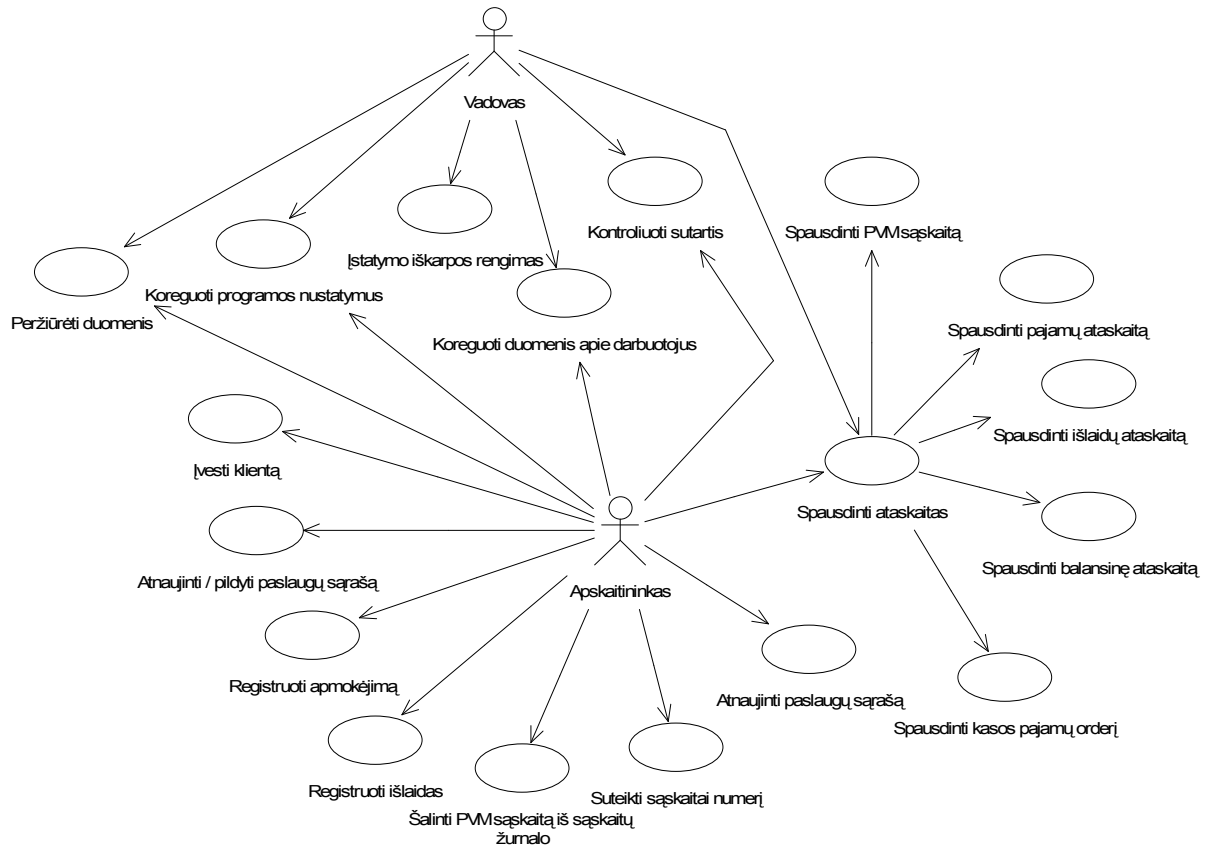 Vadovas
Kontroliuoti sutartis
Spausdinti PVM sąskaitą
Įstatymo iškarpos rengimas
Koreguoti programos nustatymus
Peržiūrėti duomenis
Koreguoti duomenis apie darbuotojus
Spausdinti pajamų ataskaitą
Spausdinti išlaidų ataskaitą
Įvesti klientą
Spausdinti ataskaitas
Spausdinti balansinę ataskaitą
Atnaujinti / pildyti paslaugų sąrašą
Apskaitininkas
Registruoti apmokėjimą
Atnaujinti paslaugų sąrašą
Spausdinti kasos pajamų orderį
Registruoti išlaidas
Suteikti sąskaitai numerį
Šalinti PVM sąskaitą iš sąskaitų
žurnalo